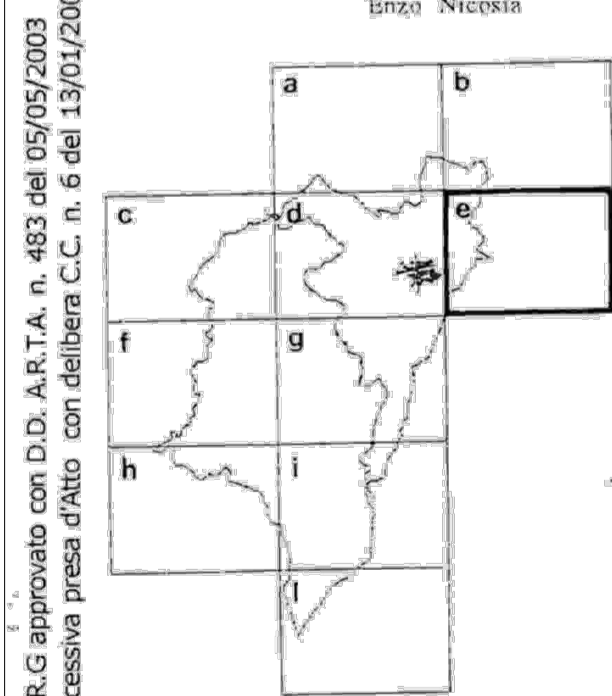 Enzo Nicosia
R.G approvato con D.D. A.R.T.A. n. 483 del 05/05/2003
cessiva presa d'Atto con delibera C.C. n. 6 del 13/01/200
a
b
c
d
e
f
g
h
i
l